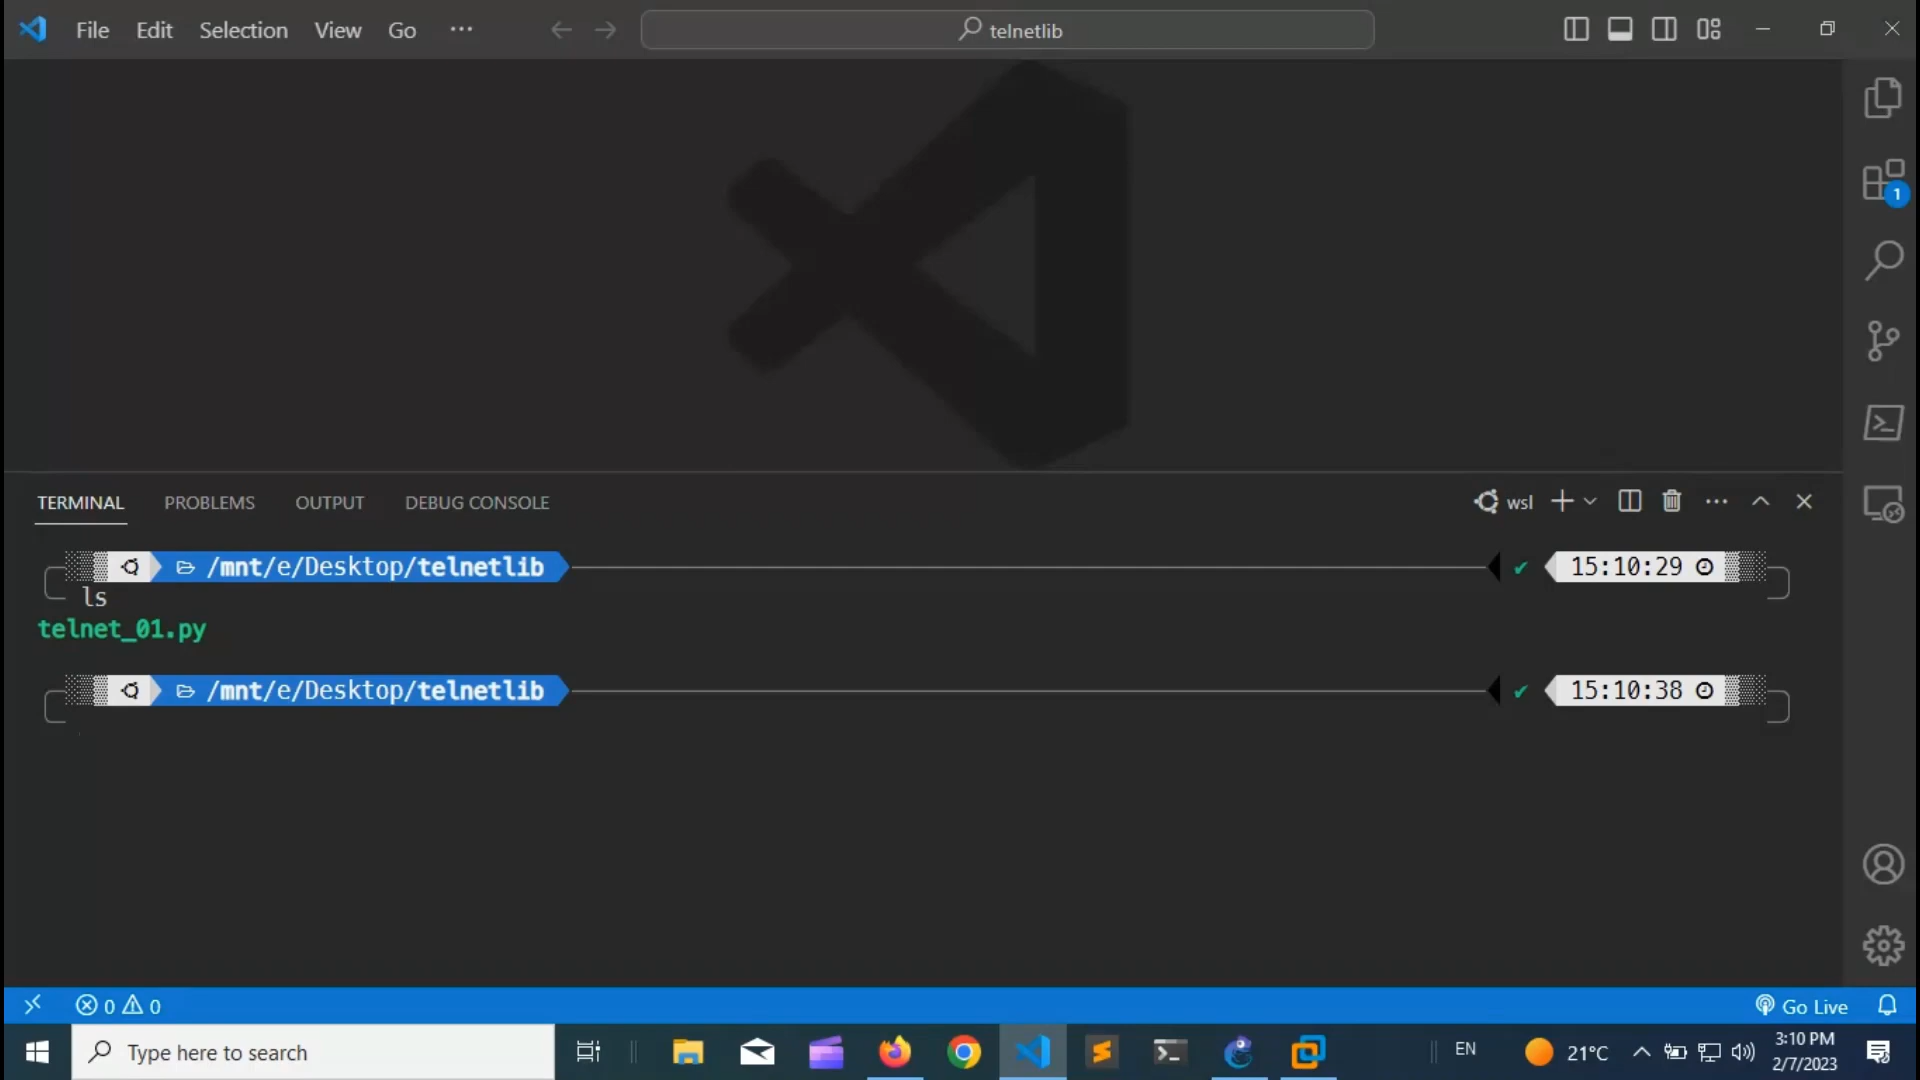 File Edit Selection View Go ··· telnetlib
1
TERMINAL PROBLEMS OUTPUT DEBUG CONSOLE wsl
/mnt/e/Desktop/telnetlib ✔ 15:10:29
ls
telnet_01.py
/mnt/e/Desktop/telnetlib ✔ 15:10:38
0 0 Go Live
Type here to search EN 21°C 3:10 PM
2/7/2023